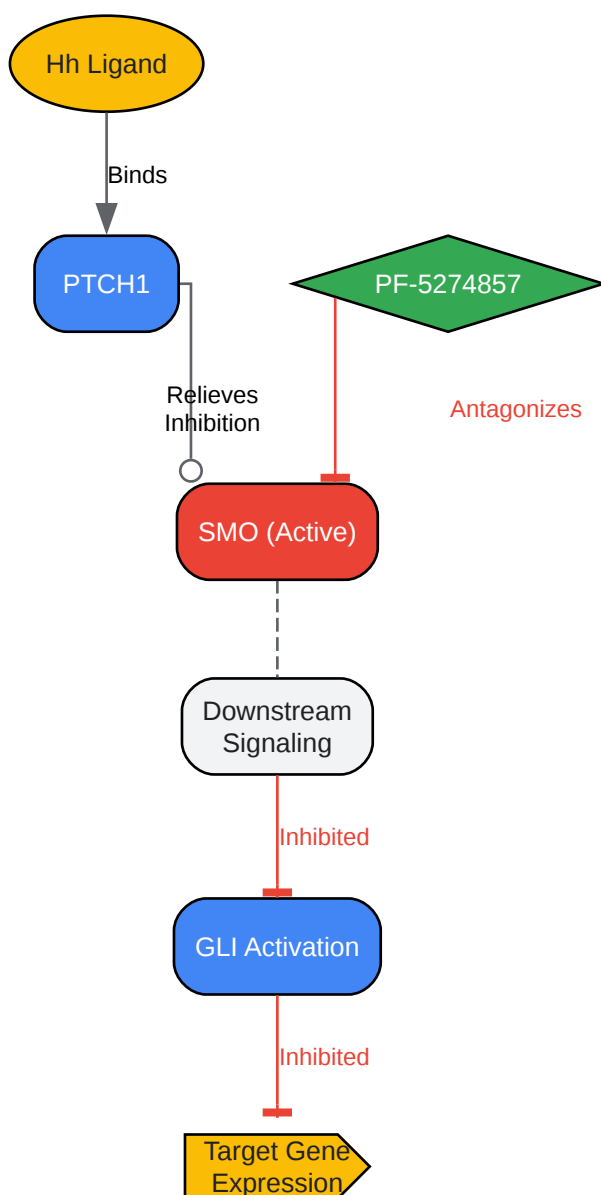 Hh Ligand
Binds
PTCH1
PF-5274857
Relieves
Inhibition
Antagonizes
SMO (Active)
Downstream
Signaling
Inhibited
GLI Activation
Inhibited
Target Gene
Expression